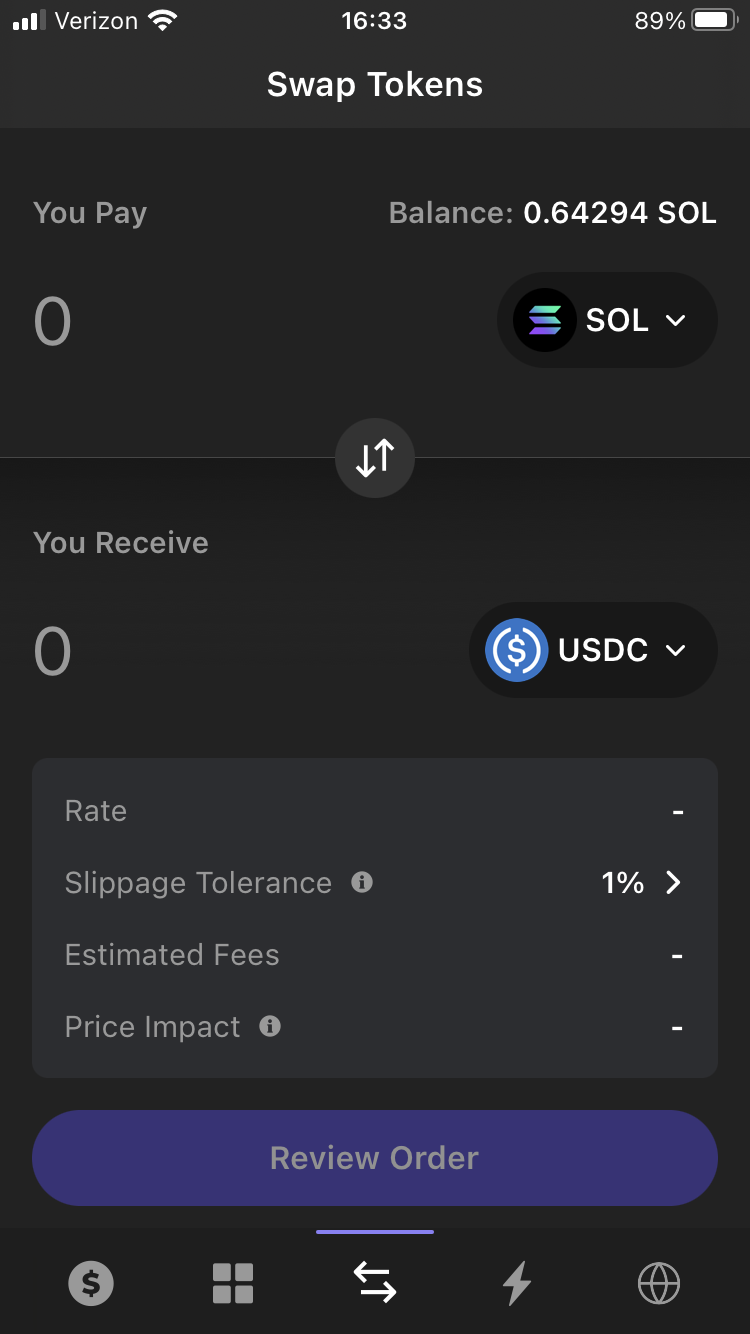 Verizon 16:33 89%
Swap Tokens
You Pay Balance: 0.64294 SOL
0 SOL
You Receive
0 $ USDC
Rate -
Slippage Tolerance i 1%
Estimated Fees -
Price Impact i -
Review Order
$